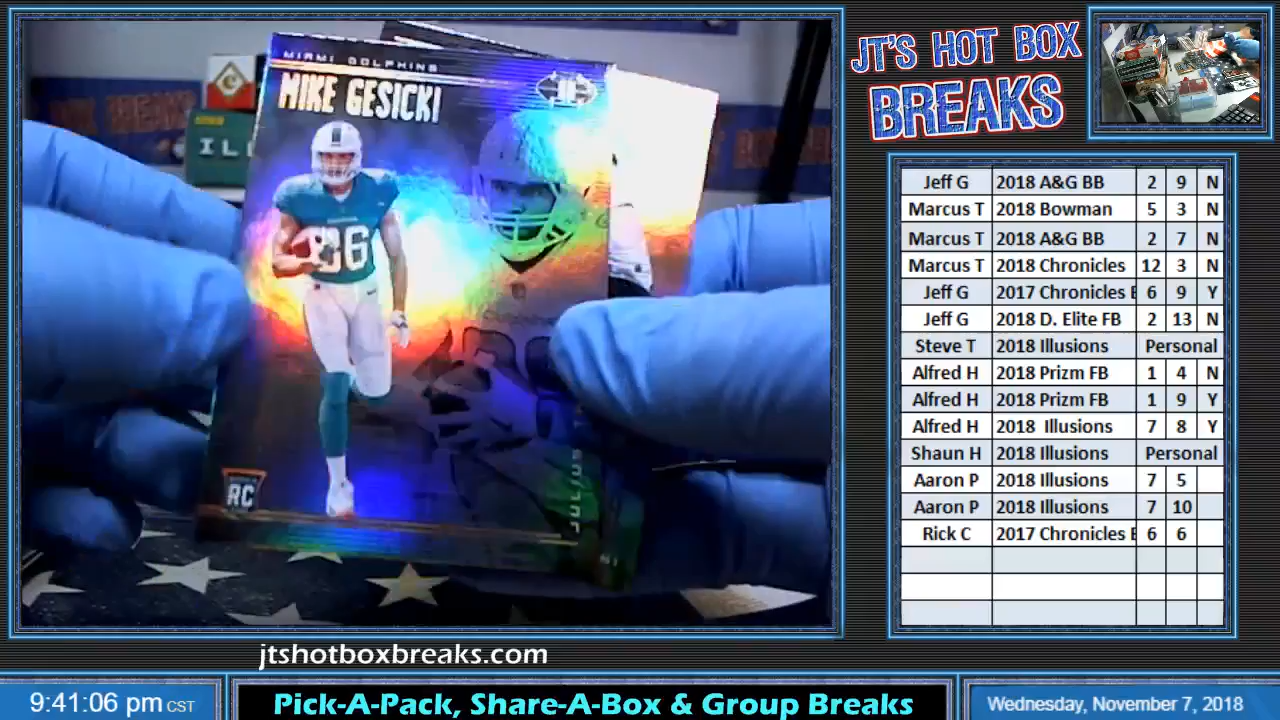 MIAMI DOLPHINS
MIKE GESICKI
86
RC
JULIUS
IL
JT'S HOT BOX
BREAKS
Jeff G 2018 A&G BB 2 9 N
Marcus T 2018 Bowman 5 3 N
Marcus T 2018 A&G BB 2 7 N
Marcus T 2018 Chronicles 12 3 N
Jeff G 2017 Chronicles 6 9 Y
Jeff G 2018 D. Elite FB 2 13 N
Steve T 2018 Illusions Personal
Alfred H 2018 Prizm FB 1 4 N
Alfred H 2018 Prizm FB 1 9 Y
Alfred H 2018 Illusions 7 8 Y
Shaun H 2018 Illusions Personal
Aaron P 2018 Illusions 7 5
Aaron P 2018 Illusions 7 10
Rick C 2017 Chronicles 6 6
jtshotboxbreaks.com
9:41:06 pm CST
Pick-A-Pack, Share-A-Box & Group Breaks
Wednesday, November 7, 2018